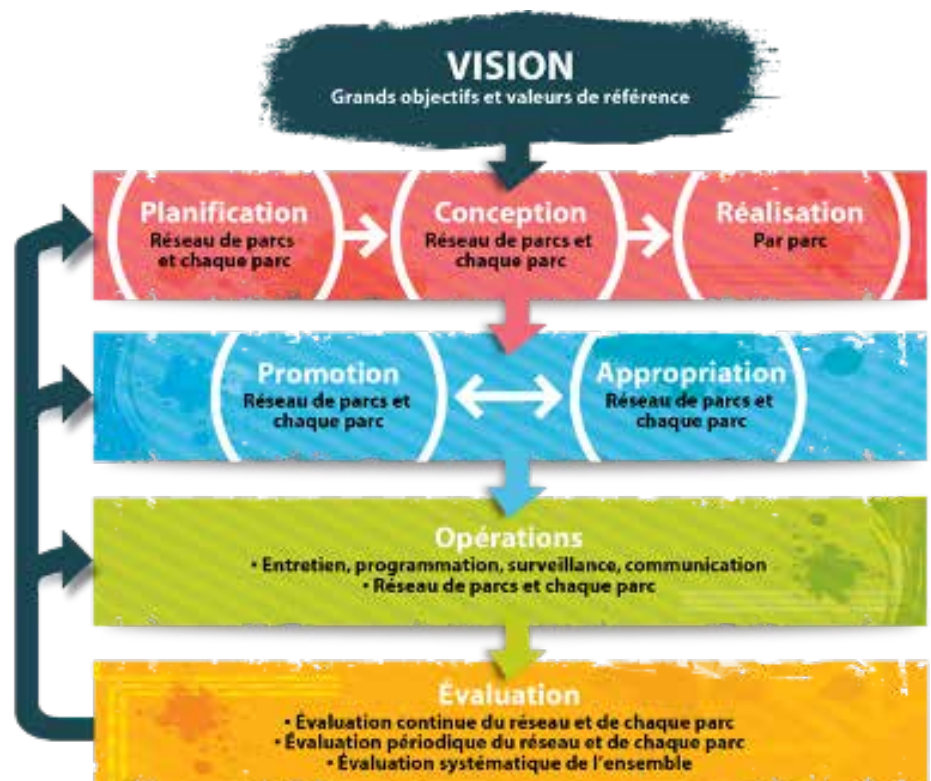 VISION
Grands objectifs et valeurs de référence
Planification
Réseau de parcs
et chaque parc
Conception
Réseau de parcs et
chaque parc
Réalisation
Par parc
Promotion
Réseau de parcs et
chaque parc
Appropriation
Réseau de parcs et
chaque parc
Opérations
• Entretien, programmation, surveillance, communication
• Réseau de parcs et chaque parc
Évaluation
• Évaluation continue du réseau et de chaque parc
• Évaluation périodique du réseau et de chaque parc
• Évaluation systématique de l'ensemble